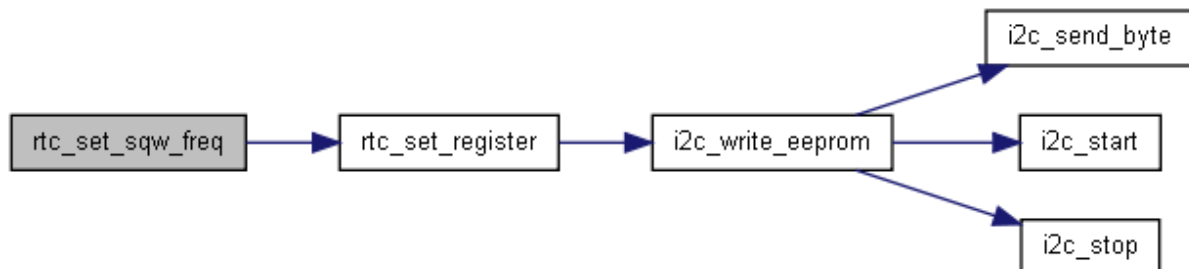 rtc_set_sqw_freq
rtc_set_register
i2c_write_eeprom
i2c_send_byte
i2c_start
i2c_stop